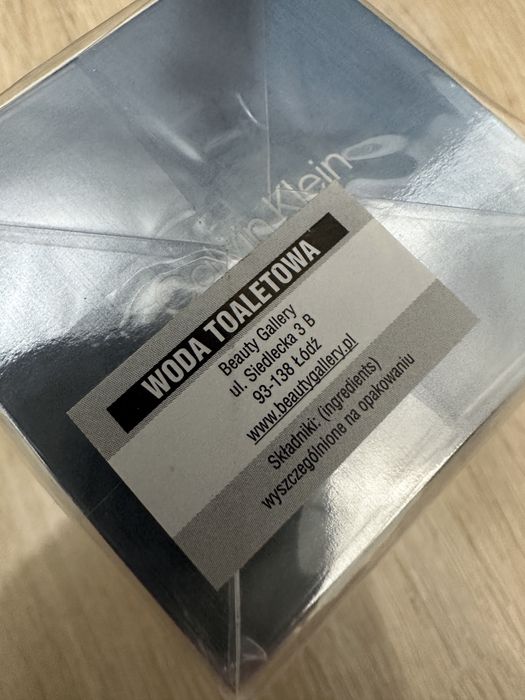 Calvin Klein
WODA TOALETOWA
Beauty Gallery
ul. Siedlecka 3 B
93-138 Łódź
www.beautygallery.pl
Składniki: (ingredients)
wyszczególnione na opakowaniu